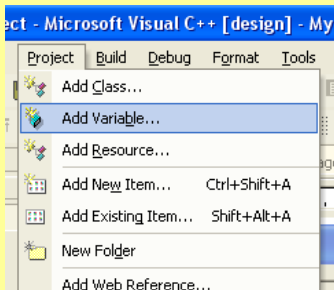 ect - Microsoft Visual C++ [design] - My
Project Build Debug Format Tools
Add Class...
Add Variable...
Add Resource...
Add New Item... Ctrl+Shift+A
Add Existing Item... Shift+Alt+A
New Folder
Add Web Reference...